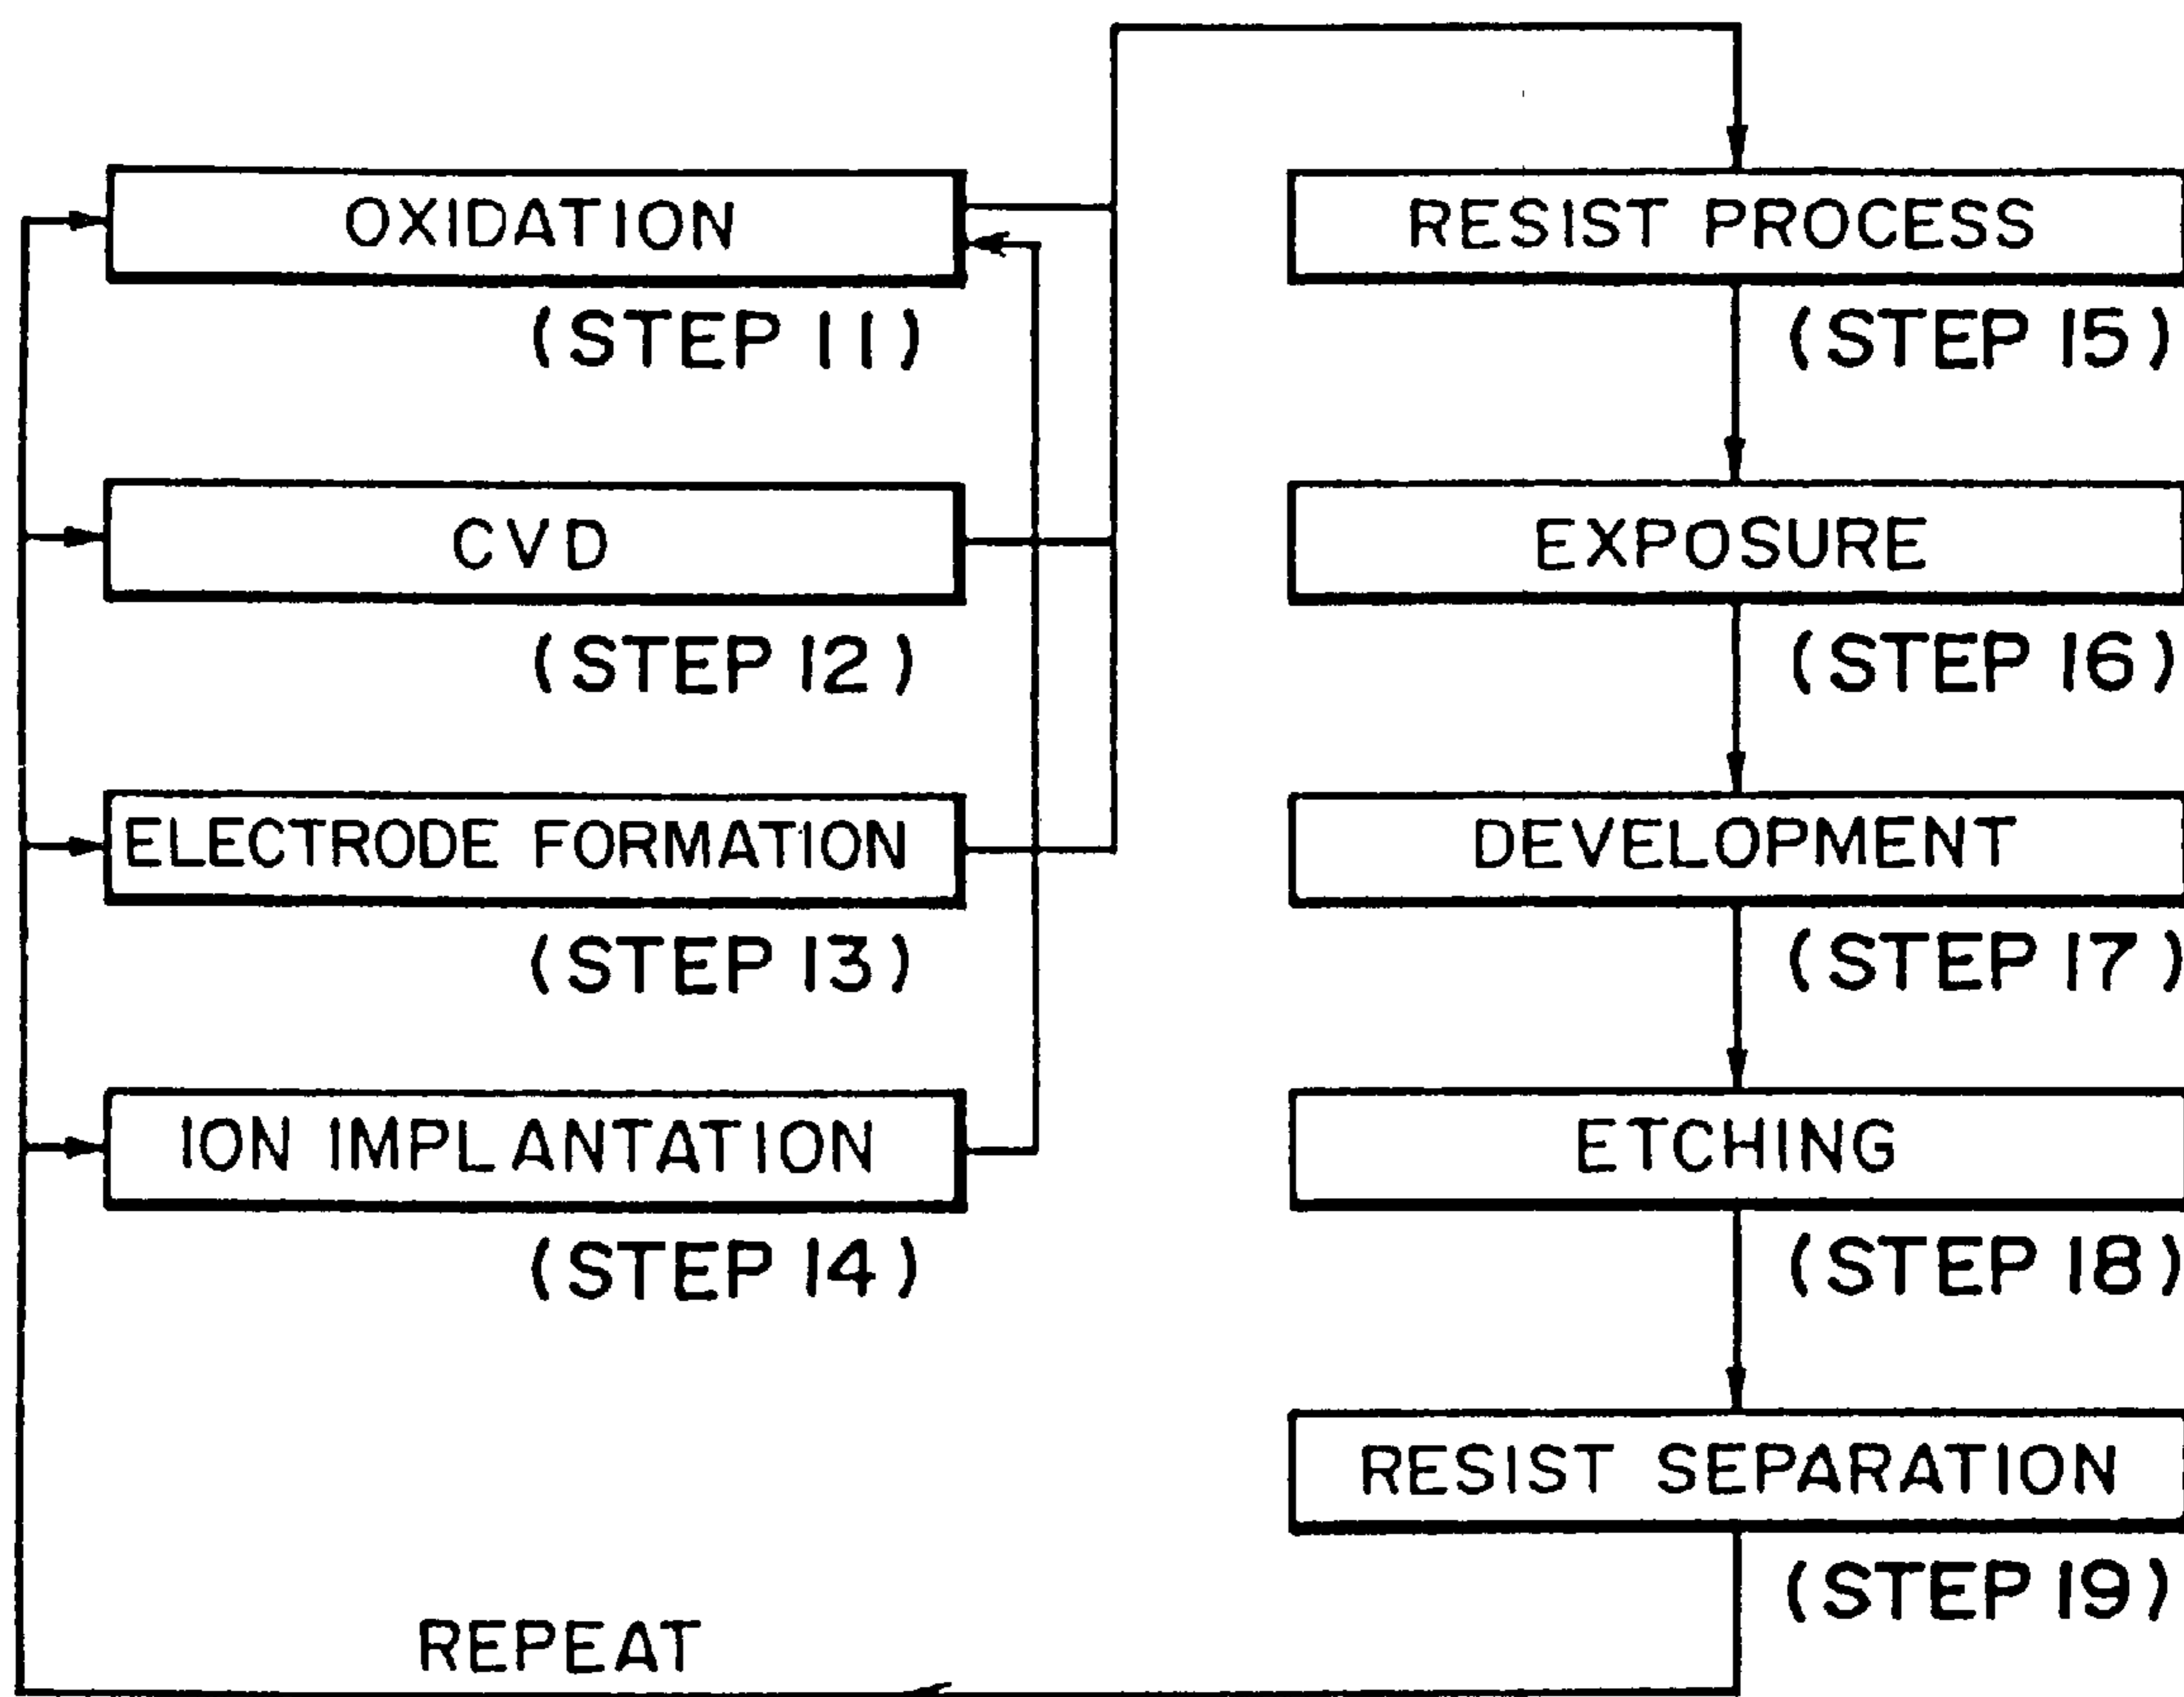 OXIDATION
(STEP 11)
CVD
(STEP 12)
ELECTRODE FORMATION
(STEP 13)
ION IMPLANTATION
(STEP 14)
RESIST PROCESS
(STEP 15)
EXPOSURE
(STEP 16)
DEVELOPMENT
(STEP 17)
ETCHING
(STEP 18)
RESIST SEPARATION
(STEP 19)
REPEAT